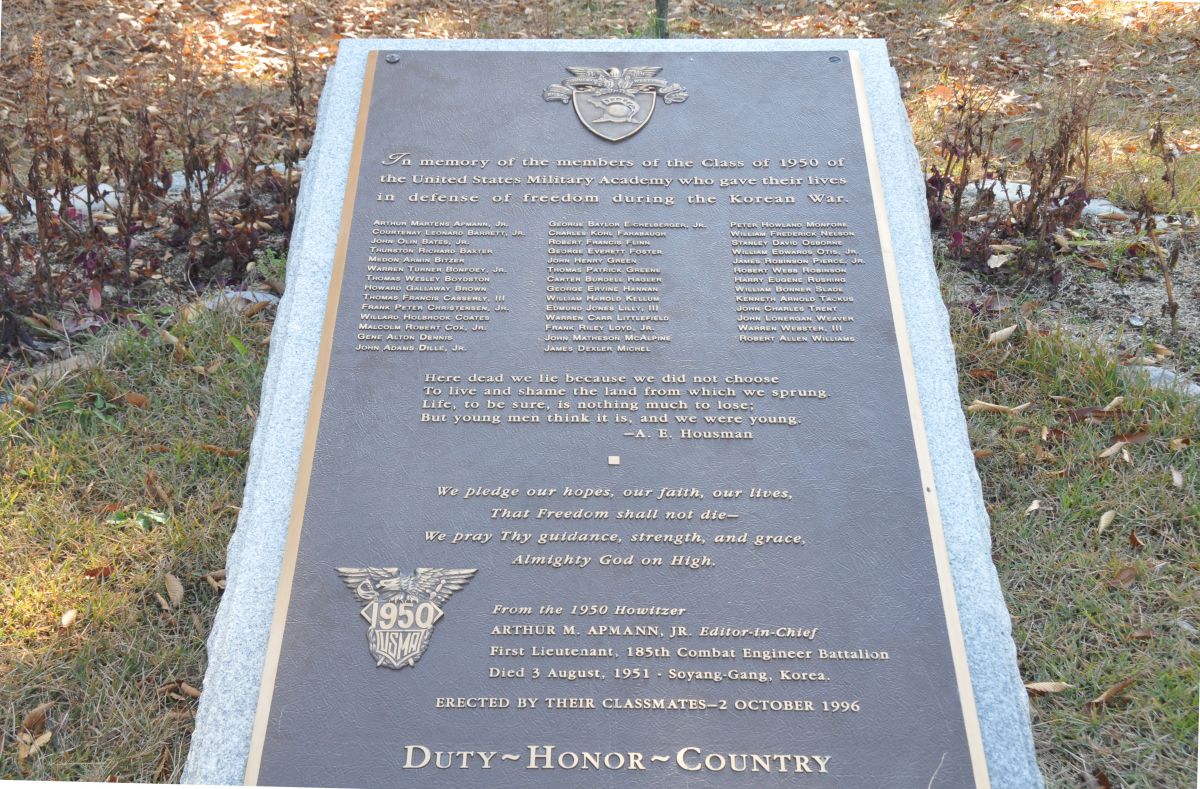 In memory of the members of the Class of 1950 of
the United States Military Academy who gave their lives
in defense of freedom during the Korean War.
Arthur Martens Apmann, Jr.
Courtenay Leonard Barrett, Jr.
John Olin Bates, Jr.
Thurston Richard Baxter
Medon Armin Bitzer
Warren Turner Bonfoey, Jr.
Thomas Wesley Boydston
Howard Gallaway Brown
Thomas Francis Casserly, III
Frank Peter Christensen, Jr.
Willard Holbrook Coates
Malcolm Robert Cox, Jr.
Gene Alton Dennis
John Adams Dille, Jr.
George Baylor Eichelberger, Jr.
Charles Karl Farabaugh
Robert Francis Flinn
George Everett Foster
John Henry Green
Thomas Patrick Greene
Carter Burdell Hagler
George Ervine Hannan
William Harold Kellum
Edmund Jones Lilly, III
Warren Carr Littlefield
Frank Riley Loyd, Jr.
John Matheson McAlpine
James Dexler Michel
Peter Howland Monfore
William Frederick Nelson
Stanley David Osborne
William Edwards Otis, Jr.
James Robinson Pierce, Jr.
Robert Webb Robinson
Harry Eugene Rushing
William Bonner Slade
Kenneth Arnold Tackus
John Charles Trent
John Lonergan Weaver
Warren Webster, III
Robert Allen Williams
Here dead we lie because we did not choose
To live and shame the land from which we sprung.
Life, to be sure, is nothing much to lose;
But young men think it is, and we were young.
—A. E. Housman
We pledge our hopes, our faith, our lives,
That Freedom shall not die—
We pray Thy guidance, strength, and grace,
Almighty God on High.
1950
USMA
From the 1950 Howitzer
ARTHUR M. APMANN, JR. Editor-in-Chief
First Lieutenant, 185th Combat Engineer Battalion
Died 3 August, 1951 - Soyang-Gang, Korea.
ERECTED BY THEIR CLASSMATES—2 OCTOBER 1996
Duty~Honor~Country